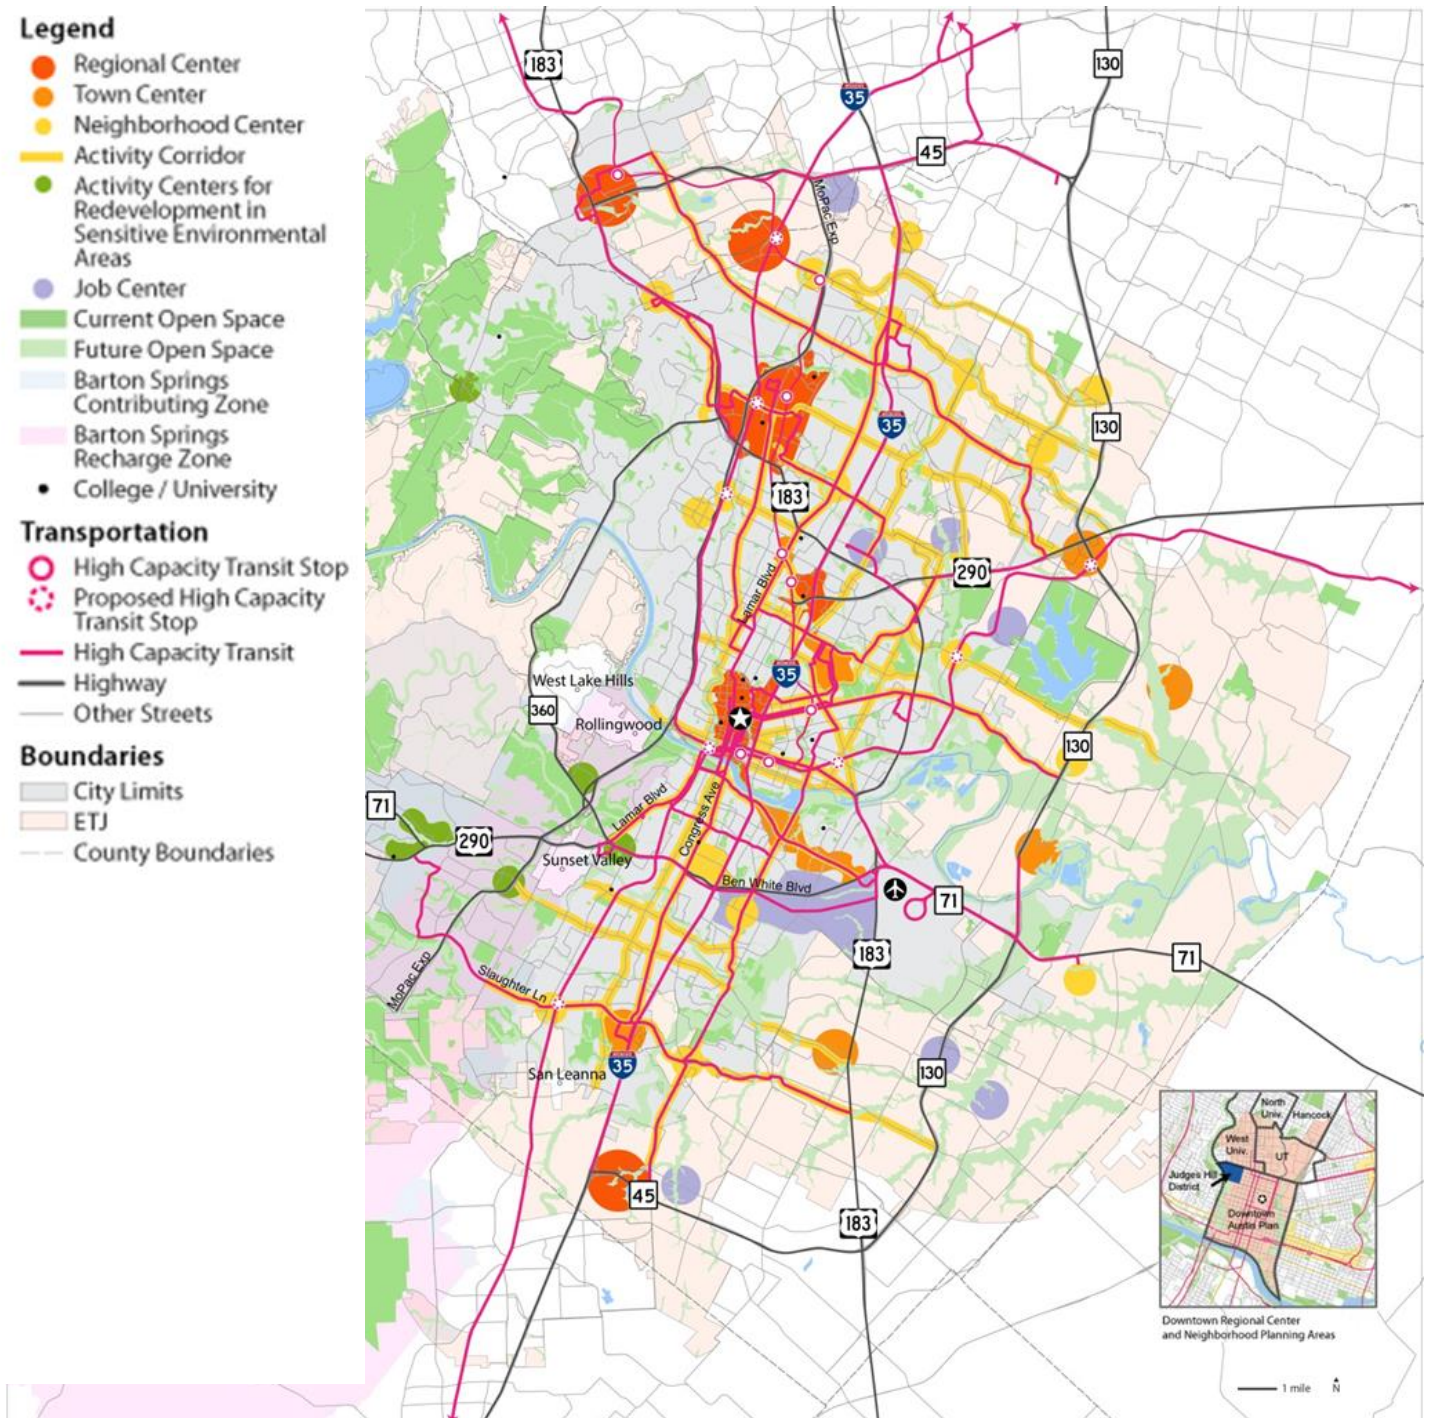 Legend
Regional Center
Town Center
Neighborhood Center
Activity Corridor
Activity Centers for
Redevelopment in
Sensitive Environmental
Areas
Job Center
Current Open Space
Future Open Space
Barton Springs
Contributing Zone
Barton Springs
Recharge Zone
College / University
Transportation
High Capacity Transit Stop
Proposed High Capacity
Transit Stop
High Capacity Transit
Highway
Other Streets
Boundaries
City Limits
ETJ
County Boundaries
183
130
35
45
MoPac Exp
35
130
183
290
Lamar Blvd
35
West Lake Hills
360
Rollingwood
130
71
Lamar Blvd
Congress Ave
290
Sunset Valley
Ben White Blvd
71
183
71
MoPac Exp
Slaughter Ln
35
San Leanna
130
45
183
North
Univ.
Hancock
West
Univ.
UT
Judges Hill
District
Downtown
Austin Plan
Downtown Regional Center
and Neighborhood Planning Areas
1 mile
N